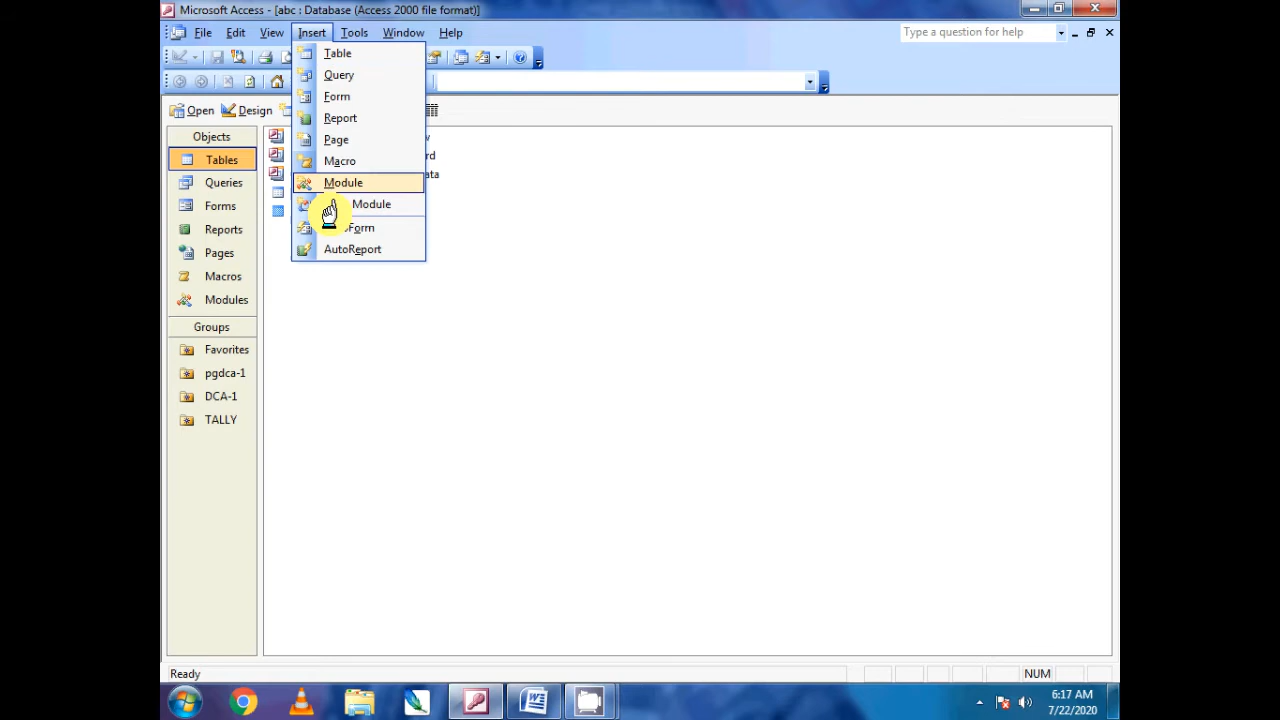 Microsoft Access - [abc : Database (Access 2000 file format)]
File Edit View Insert Tools Window Help
Type a question for help
Open Design
Table
Query
Form
Report
Page
Macro
Module
Module
Form
AutoReport
Objects
Tables
Queries
Forms
Reports
Pages
Macros
Modules
Groups
Favorites
pgdca-1
DCA-1
TALLY
Ready
NUM
6:17 AM
7/22/2020